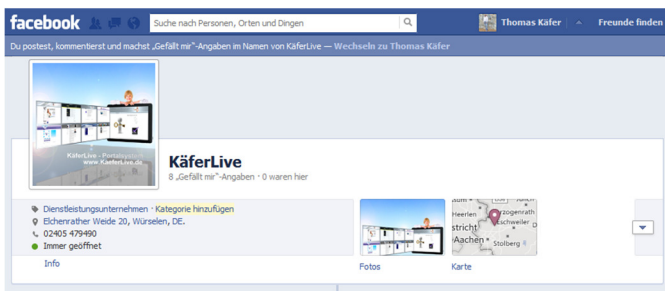 facebook
Suche nach Personen, Orten und Dingen
Thomas Käfer
Freunde finden
Du postest, kommentierst und machst „Gefällt mir"-Angaben im Namen von KäferLive — Wechseln zu Thomas Käfer
KäferLive - Portalsystem
www.KaeferLive.de
KäferLive
8 „Gefällt mir"-Angaben · 0 waren hier
Dienstleistungsunternehmen · Kategorie hinzufügen
Elchenrather Weide 20, Würselen, DE.
02405 479490
Immer geöffnet
Info
Heerlen
stricht
Aachen
Stolberg
Fotos
Karte